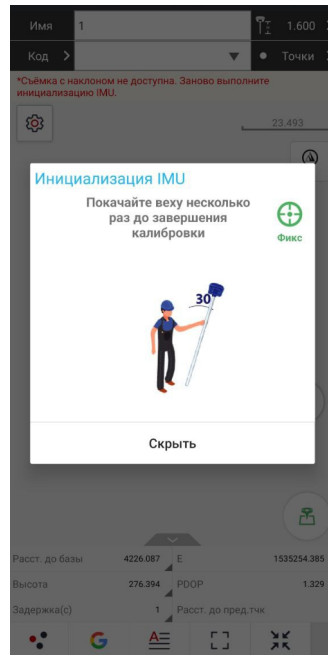 Имя 1 1.600
Код > Точки
*Съёмка с наклоном не доступна. Заново выполните
инициализацию IMU.
23.493
Инициализация IMU
Покачайте веху несколько
раз до завершения
калибровки
Фикс
30°
Скрыть
Расст. до базы 4226.087 E 1535254.385
Высота 276.394 PDOP 1.329
Задержка(с) 1 Расст. до пред.тчк